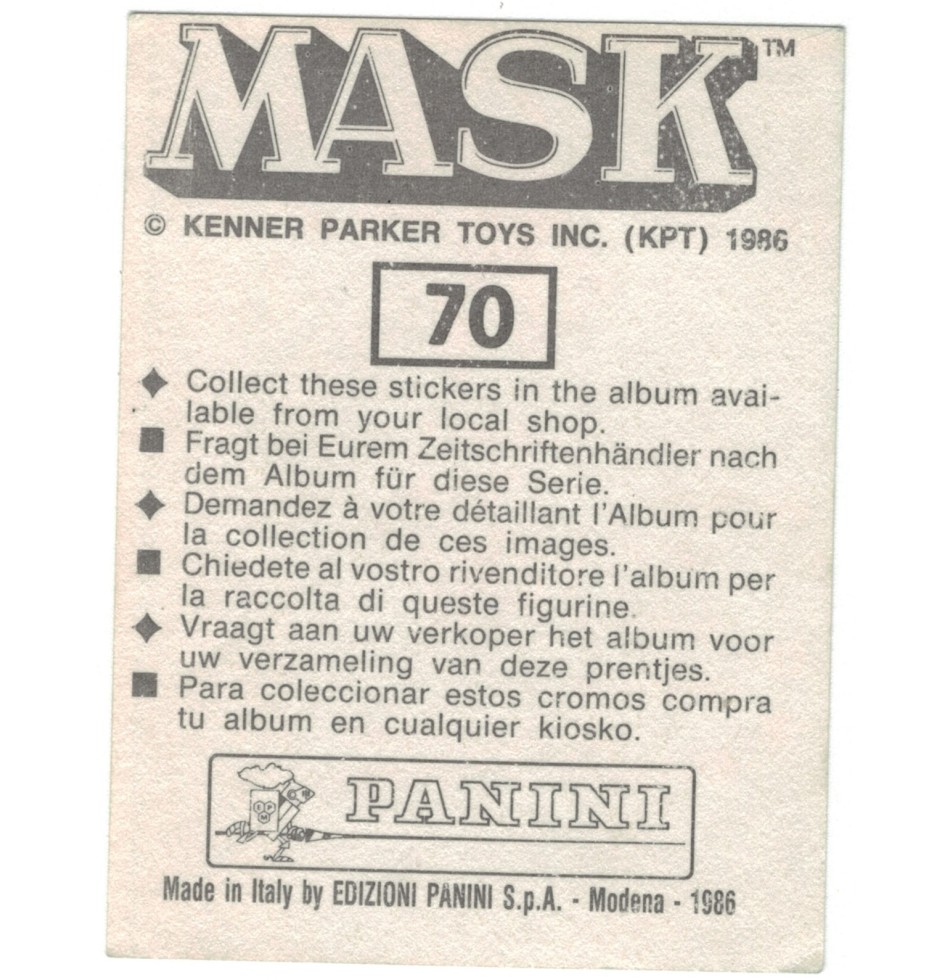 MASK™
© KENNER PARKER TOYS INC. (KPT) 1986
70
Collect these stickers in the album avai-
lable from your local shop.
Fragt bei Eurem Zeitschriftenhändler nach
dem Album für diese Serie.
Demandez à votre détaillant l'Album pour
la collection de ces images.
Chiedete al vostro rivenditore l'album per
la raccolta di queste figurine.
Vraagt aan uw verkoper het album voor
uw verzameling van deze prentjes.
Para coleccionar estos cromos compra
tu album en cualquier kiosko.
PANINI
Made in Italy by EDIZIONI PANINI S.p.A. - Modena - 1986